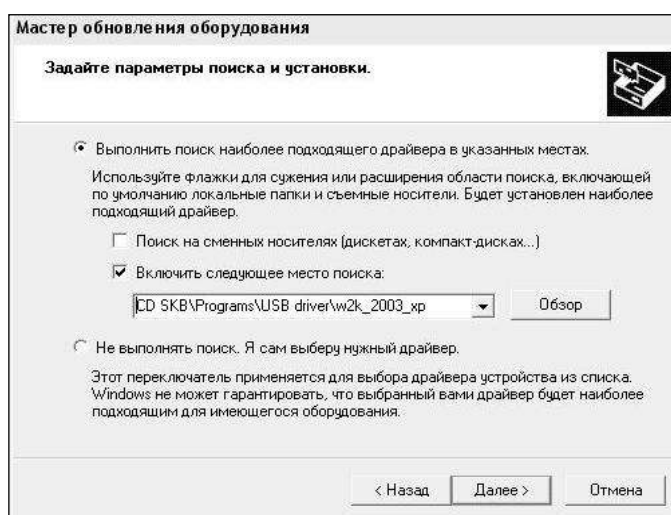 Мастер обновления оборудования
Задайте параметры поиска и установки.
Выполнить поиск наиболее подходящего драйвера в указанных местах.
Используйте флажки для сужения или расширения области поиска, включающей
по умолчанию локальные папки и съемные носители. Будет установлен наиболее
подходящий драйвер.
Поиск на сменных носителях (дискетах, компакт-дисках...)
Включить следующее место поиска:
CD SKB\Programs\USB driver\w2k_2003_xp
Обзор
Не выполнять поиск. Я сам выберу нужный драйвер.
Этот переключатель применяется для выбора драйвера устройства из списка.
Windows не может гарантировать, что выбранный вами драйвер будет наиболее
подходящим для имеющегося оборудования.
< Назад Далее > Отмена